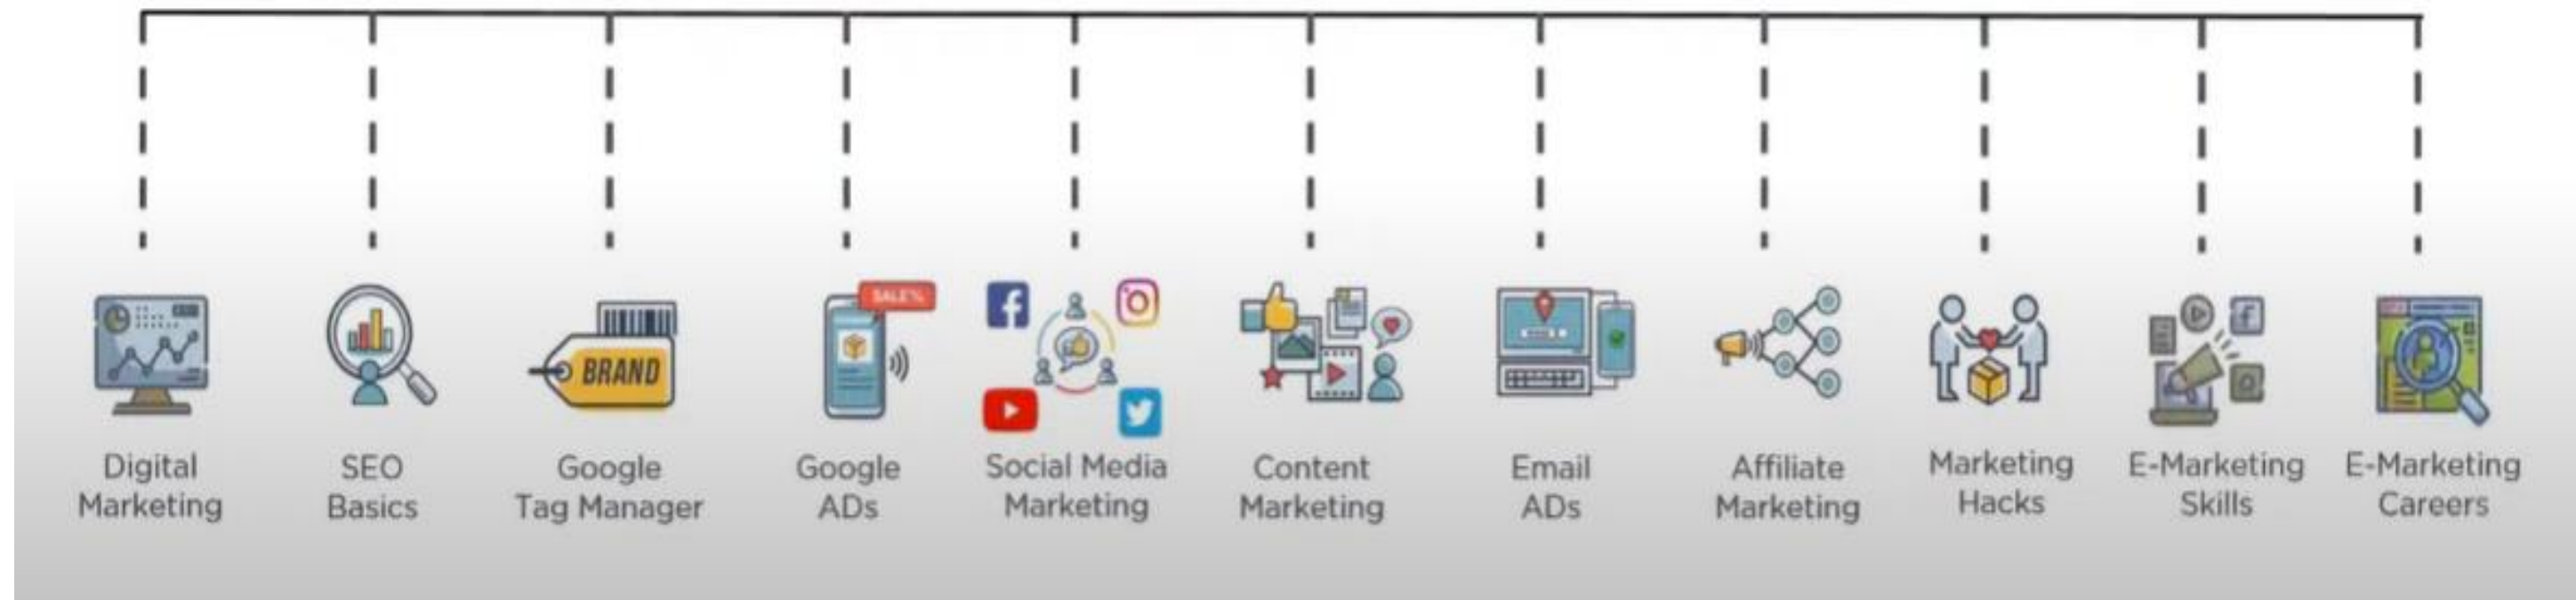 SALE%
BRAND
Digital
Marketing
SEO
Basics
Google
Tag Manager
Google
ADs
Social Media
Marketing
Content
Marketing
Email
ADs
Affiliate
Marketing
Marketing
Hacks
E-Marketing
Skills
E-Marketing
Careers